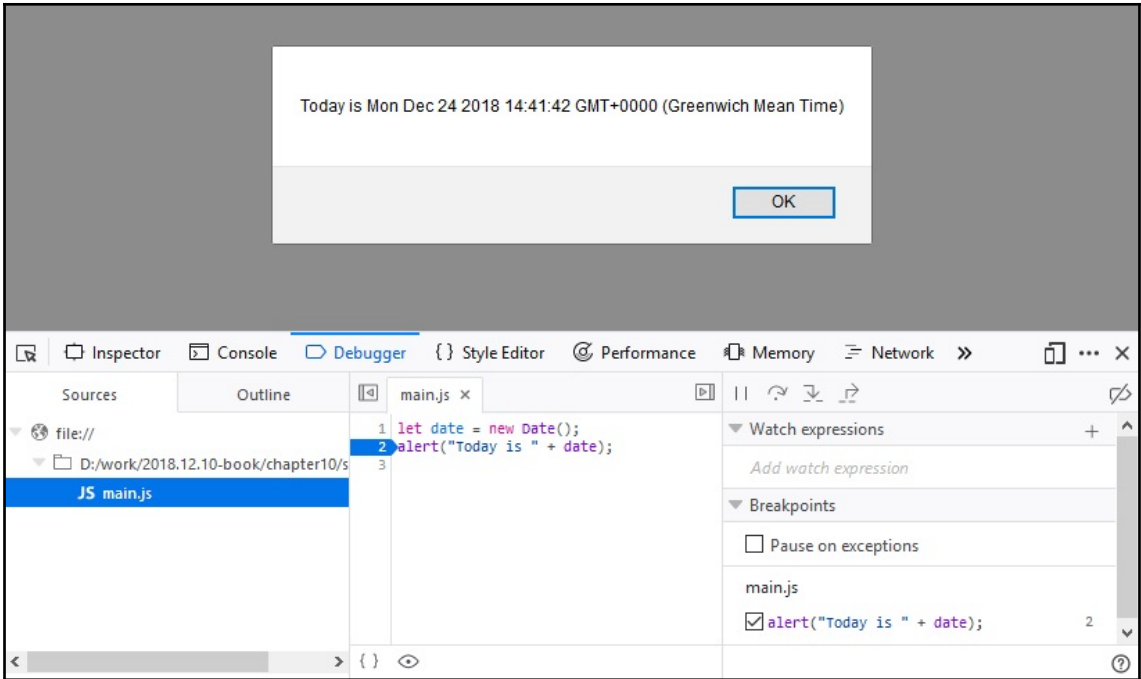 Today is Mon Dec 24 2018 14:41:42 GMT+0000 (Greenwich Mean Time)
OK
Inspector Console Debugger { } Style Editor Performance Memory Network »
Sources Outline main.js ×
file://
D:/work/2018.12.10-book/chapter10/s
JS main.js
1 let date = new Date();
2 alert("Today is " + date);
3
Watch expressions
Add watch expression
Breakpoints
Pause on exceptions
main.js
alert("Today is " + date); 2
{ }